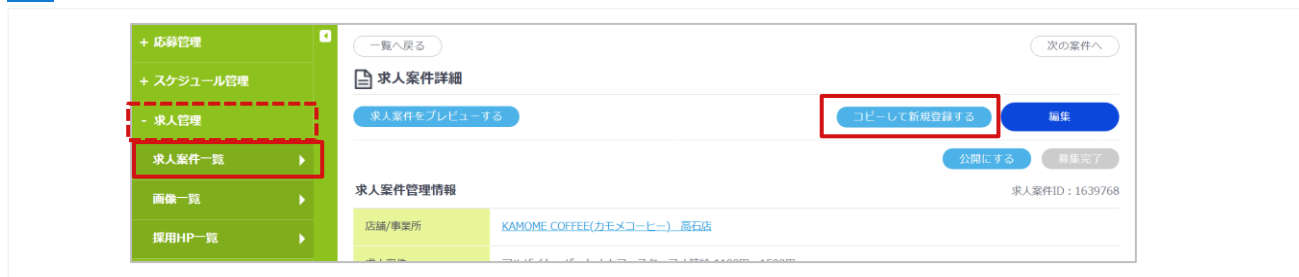 + 応募管理
一覧へ戻る
次の案件へ
+ スケジュール管理
求人案件詳細
- 求人管理
求人案件をプレビューする
コピーして新規登録する
編集
求人案件一覧
公開にする
募集完了
画像一覧
求人案件管理情報
求人案件ID：1639768
採用HP一覧
店舗/事業所
KAMOME COFFEE(カモメコーヒー) 高石店